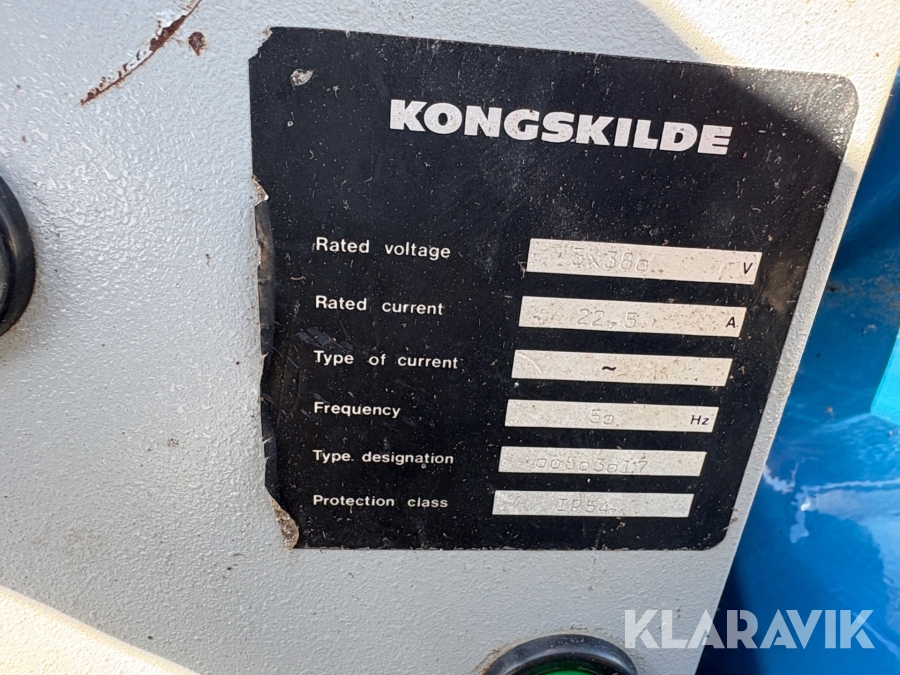 KONGSKILDE
Rated voltage 3x380 V
Rated current 22,5 A
Type of current ~
Frequency 50 Hz
Type designation
Protection class IP54
KLARAVIK